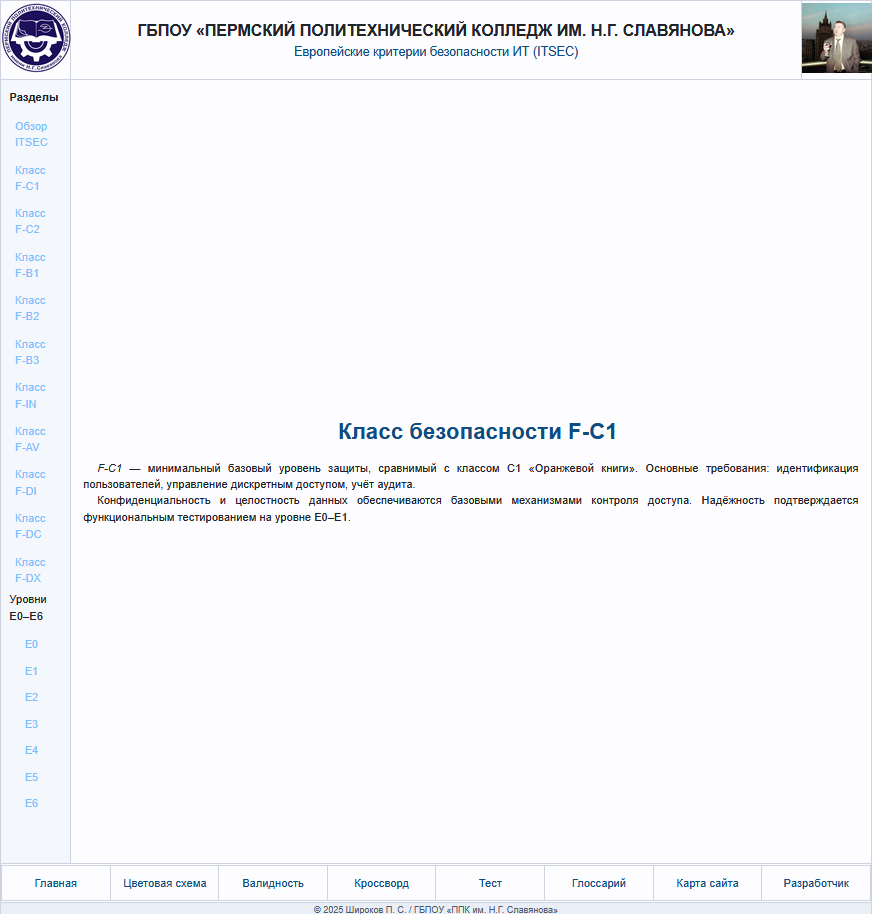 ПЕРМСКИЙ ПОЛИТЕХНИЧЕСКИЙ КОЛЛЕДЖ
имени Н.Г.Славянова
ГБПОУ «ПЕРМСКИЙ ПОЛИТЕХНИЧЕСКИЙ КОЛЛЕДЖ ИМ. Н.Г. СЛАВЯНОВА»
Европейские критерии безопасности ИТ (ITSEC)
Разделы
Обзор
ITSEC
Класс
F-C1
Класс
F-C2
Класс
F-B1
Класс
F-B2
Класс
F-B3
Класс
F-IN
Класс
F-AV
Класс
F-DI
Класс
F-DC
Класс
F-DX
Уровни
E0–E6
E0
E1
E2
E3
E4
E5
E6
Класс безопасности F-C1
F-C1 — минимальный базовый уровень защиты, сравнимый с классом C1 «Оранжевой книги». Основные требования: идентификация
пользователей, управление дискретным доступом, учёт аудита.
Конфиденциальность и целостность данных обеспечиваются базовыми механизмами контроля доступа. Надёжность подтверждается
функциональным тестированием на уровне E0–E1.
Главная
Цветовая схема
Валидность
Кроссворд
Тест
Глоссарий
Карта сайта
Разработчик
© 2025 Широков П. С. / ГБПОУ «ППК им. Н.Г. Славянова»